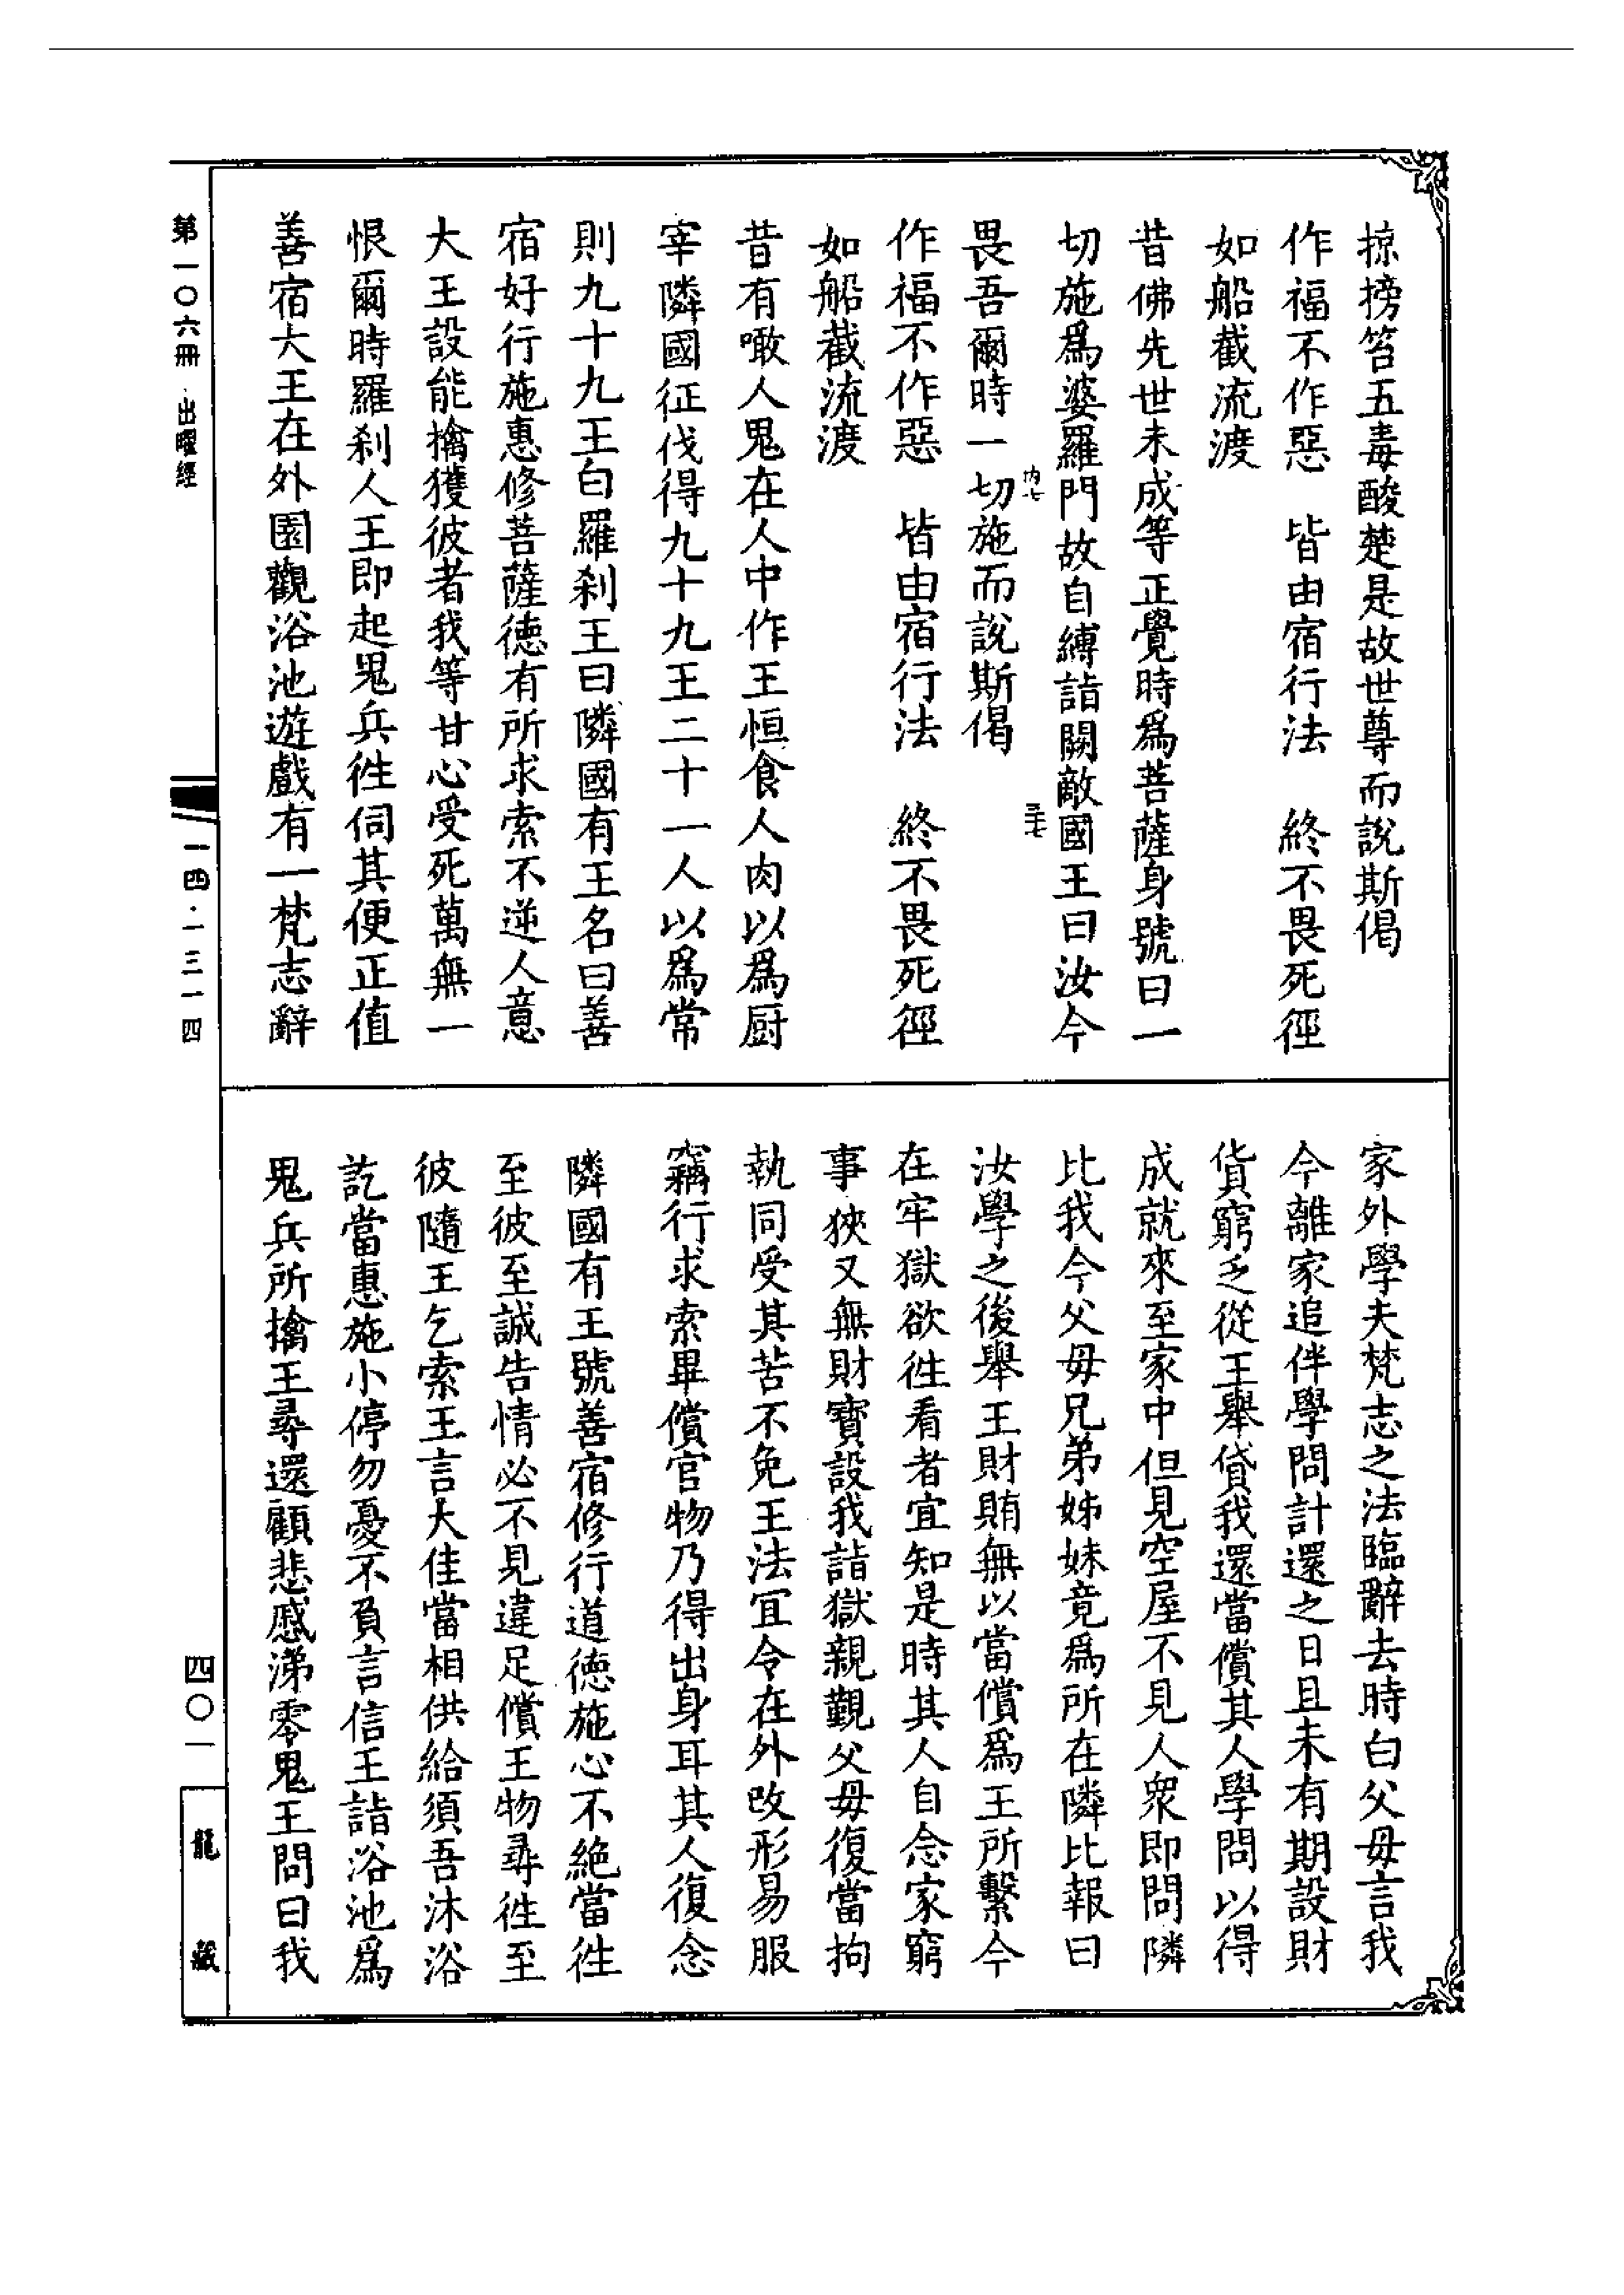 掠搒笞五毒酸楚是故世尊而說斯偈
作福不作惡　皆由宿行法　終不畏死徑
如船截流渡
昔佛先世未成等正覺時爲菩薩身號曰一
切施爲婆羅門故自縛詣闕敵國王曰汝今
内七
三七
畏吾爾時一切施而說斯偈
作福不作惡　皆由宿行法　終不畏死徑
如船截流渡
昔有噉人鬼在人中作王恒食人肉以爲厨
宰隣國征伐得九十九王二十一人以爲常
則九十九王白羅刹王曰隣國有王名曰善
宿好行施惠修菩薩德有所求索不逆人意
大王設能擒獲彼者我等甘心受死萬無一
恨爾時羅刹人王即起鬼兵徃伺其便正值
善宿大王在外園觀浴池遊戲有一梵志辭
家外學夫梵志之法臨辭去時白父母言我
今離家追伴學問計還之日且未有期設財
貨窮乏從王舉貸我還當償其人學問以得
成就來至家中但見空屋不見人衆即問隣
比我今父母兄弟姊妹竟爲所在隣比報曰
汝學之後舉王財賄無以當償爲王所繫今
在牢獄欲徃看者宜知是時其人自念家窮
事狹又無財寶設我詣獄親覲父母復當拘
執同受其苦不免王法冝令在外改形易服
竊行求索畢償官物乃得出身耳其人復念
隣國有王號善宿修行道德施心不絕當徃
至彼至誠告情必不見違足償王物尋徃至
彼隨王乞索王言大佳當相供給須吾沐浴
訖當惠施小停勿憂不負言信王詣浴池爲
鬼兵所擒王尋還顧悲慼涕零鬼王問曰我
第一〇六冊　出曜經
一四·一三一四
四〇一
龍藏